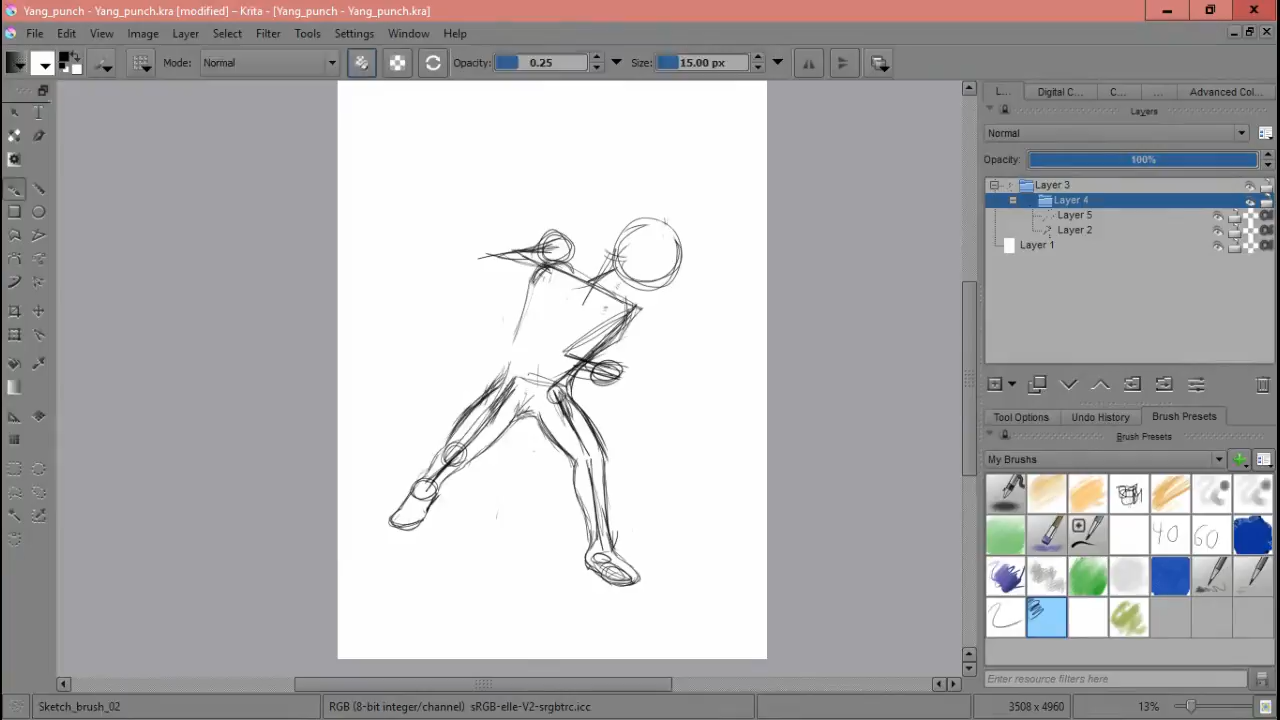 Yang_punch - Yang_punch.kra [modified] – Krita - [Yang_punch - Yang_punch.kra]
File Edit View Image Layer Select Filter Tools Settings Window Help
Mode: Normal Opacity: 0.25 Size: 15.00 px
L... Digital C... C... ... Advanced Col...
Layers
Normal
Opacity: 100%
Layer 3
Layer 4
Layer 5
Layer 2
Layer 1
Tool Options Undo History Brush Presets
Brush Presets
My Brushes
40 60
Enter resource filters here
Sketch_brush_02 RGB (8-bit integer/channel) sRGB-elle-V2-srgbtrc.icc 3508 x 4960 13%